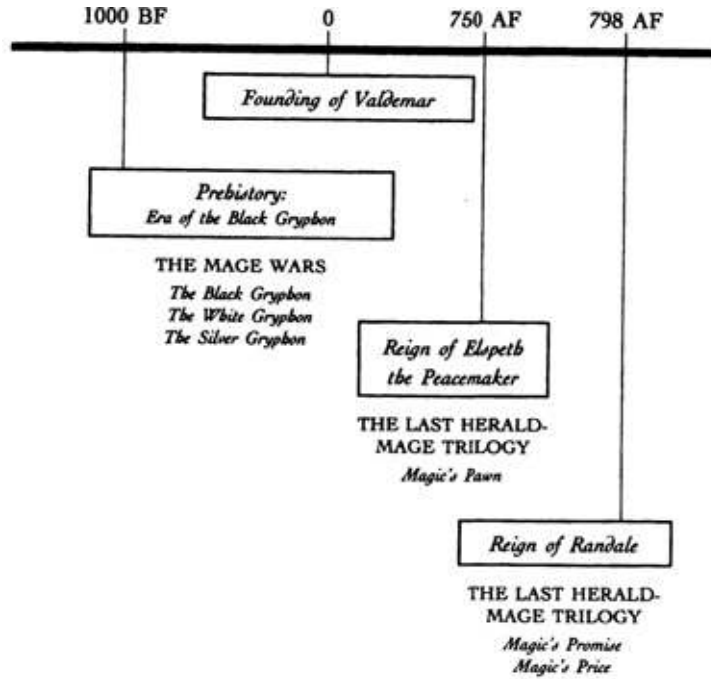 1000 BF 0 750 AF 798 AF
Founding of Valdemar
Prehistory:
Era of the Black Gryphon
THE MAGE WARS
The Black Gryphon
The White Gryphon
The Silver Gryphon
Reign of Elspeth
the Peacemaker
THE LAST HERALD-
MAGE TRILOGY
Magic's Pawn
Reign of Randale
THE LAST HERALD-
MAGE TRILOGY
Magic's Promise
Magic's Price